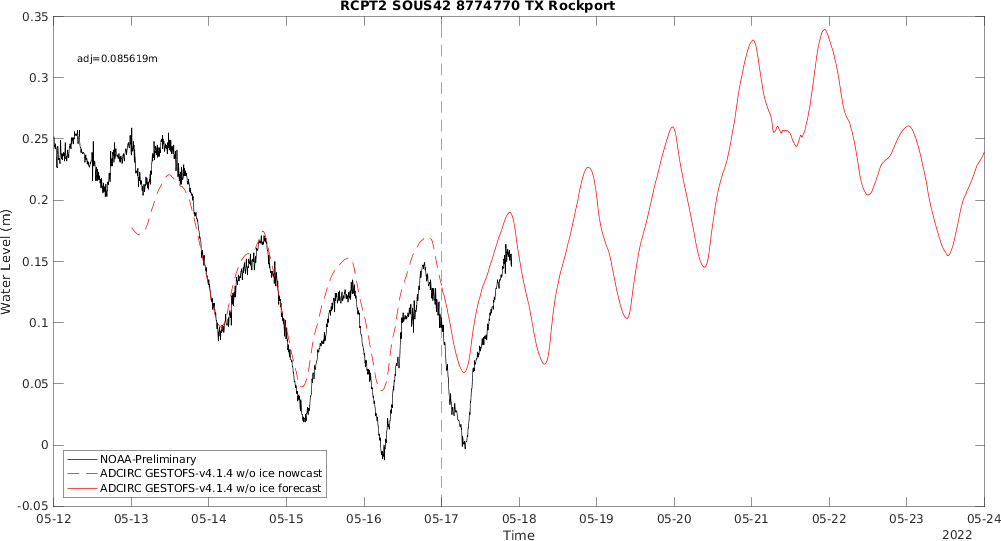 RCPT2 SOUS42 8774770 TX Rockport
adj=0.085619m
0.35
0.3
0.25
0.2
0.15
0.1
0.05
0
-0.05
Water Level (m)
NOAA-Preliminary
ADCIRC GESTOFS-v4.1.4 w/o ice nowcast
ADCIRC GESTOFS-v4.1.4 w/o ice forecast
05-12 05-13 05-14 05-15 05-16 05-17 05-18 05-19 05-20 05-21 05-22 05-23 05-24
Time
2022